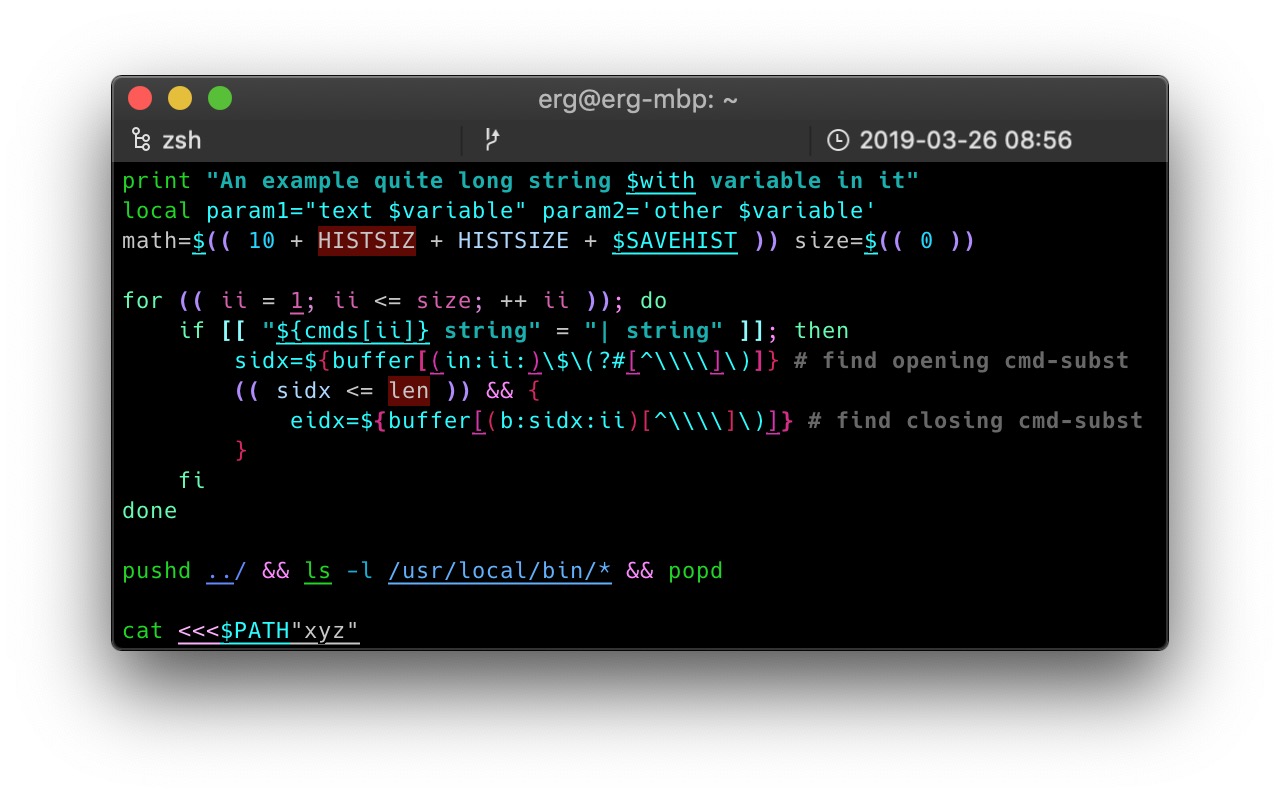 erg@erg-mbp: ~
zsh
2019-03-26 08:56
print "An example quite long string $with variable in it"
local param1="text $variable" param2='other $variable'
math=$(( 10 + HISTSIZ + HISTSIZE + $SAVEHIST )) size=$(( 0 ))
for (( ii = 1; ii <= size; ++ ii )); do
    if [[ "${cmds[ii]} string" = "| string" ]]; then
        sidx=${buffer[(in:ii:)\$\(?#[^\\\\]\)]} # find opening cmd-subst
        (( sidx <= len )) && {
            eidx=${buffer[(b:sidx:ii)[^\\\\]\)]} # find closing cmd-subst
        }
    fi
done
pushd ../ && ls -l /usr/local/bin/* && popd
cat <<<$PATH"xyz"